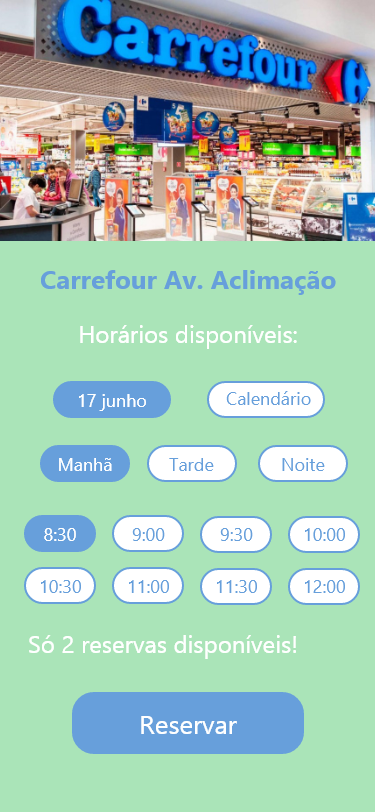 Carrefour
Carrefour Av. Aclimação
Horários disponíveis:
17 junho Calendário
Manhã Tarde Noite
8:30 9:00 9:30 10:00
10:30 11:00 11:30 12:00
Só 2 reservas disponíveis!
Reservar